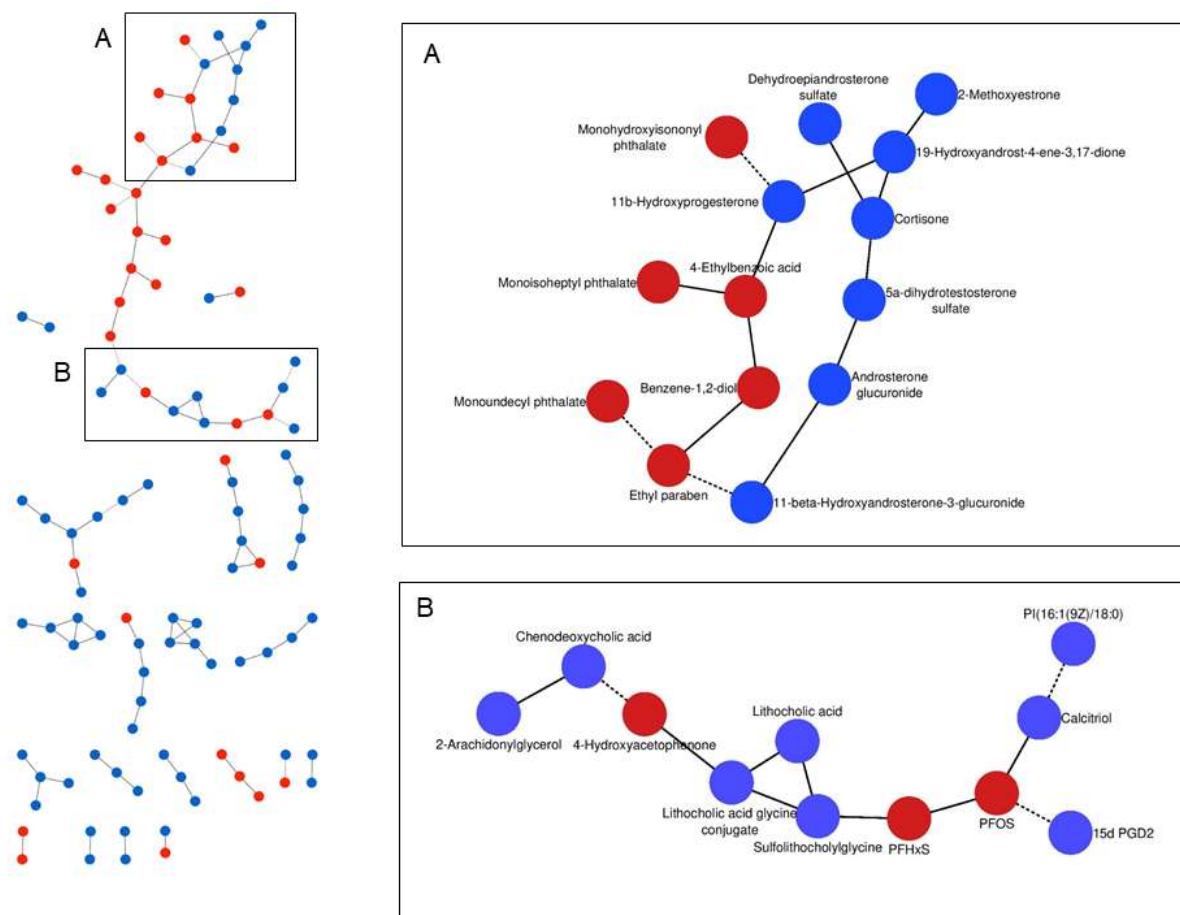 A
B
A
Dehydroepiandrosterone
sulfate
2-Methoxyestrone
Monohydroxyisononyl
phthalate
19-Hydroxyandrost-4-ene-3,17-dione
11b-Hydroxyprogesterone
Cortisone
4-Ethylbenzoic acid
Monoisoheptyl phthalate
5a-dihydrotestosterone
sulfate
Androsterone
glucuronide
Benzene-1,2-diol
Monoundecyl phthalate
Ethyl paraben
11-beta-Hydroxyandrosterone-3-glucuronide
B
PI(16:1(9Z)/18:0)
Chenodeoxycholic acid
Lithocholic acid
Calcitriol
2-Arachidonylglycerol
4-Hydroxyacetophenone
Lithocholic acid glycine
conjugate
Sulfolithocholylglycine
PFHxS
PFOS
15d PGD2